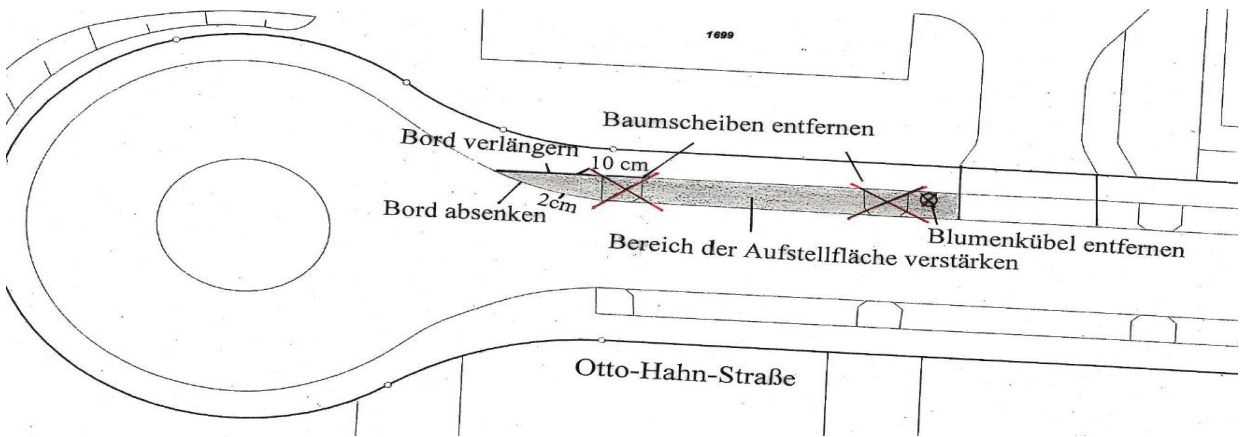 1699
Baumscheiben entfernen
Bord verlängern
10 cm
Bord absenken
2cm
Blumenkübel entfernen
Bereich der Aufstellfläche verstärken
Otto-Hahn-Straße